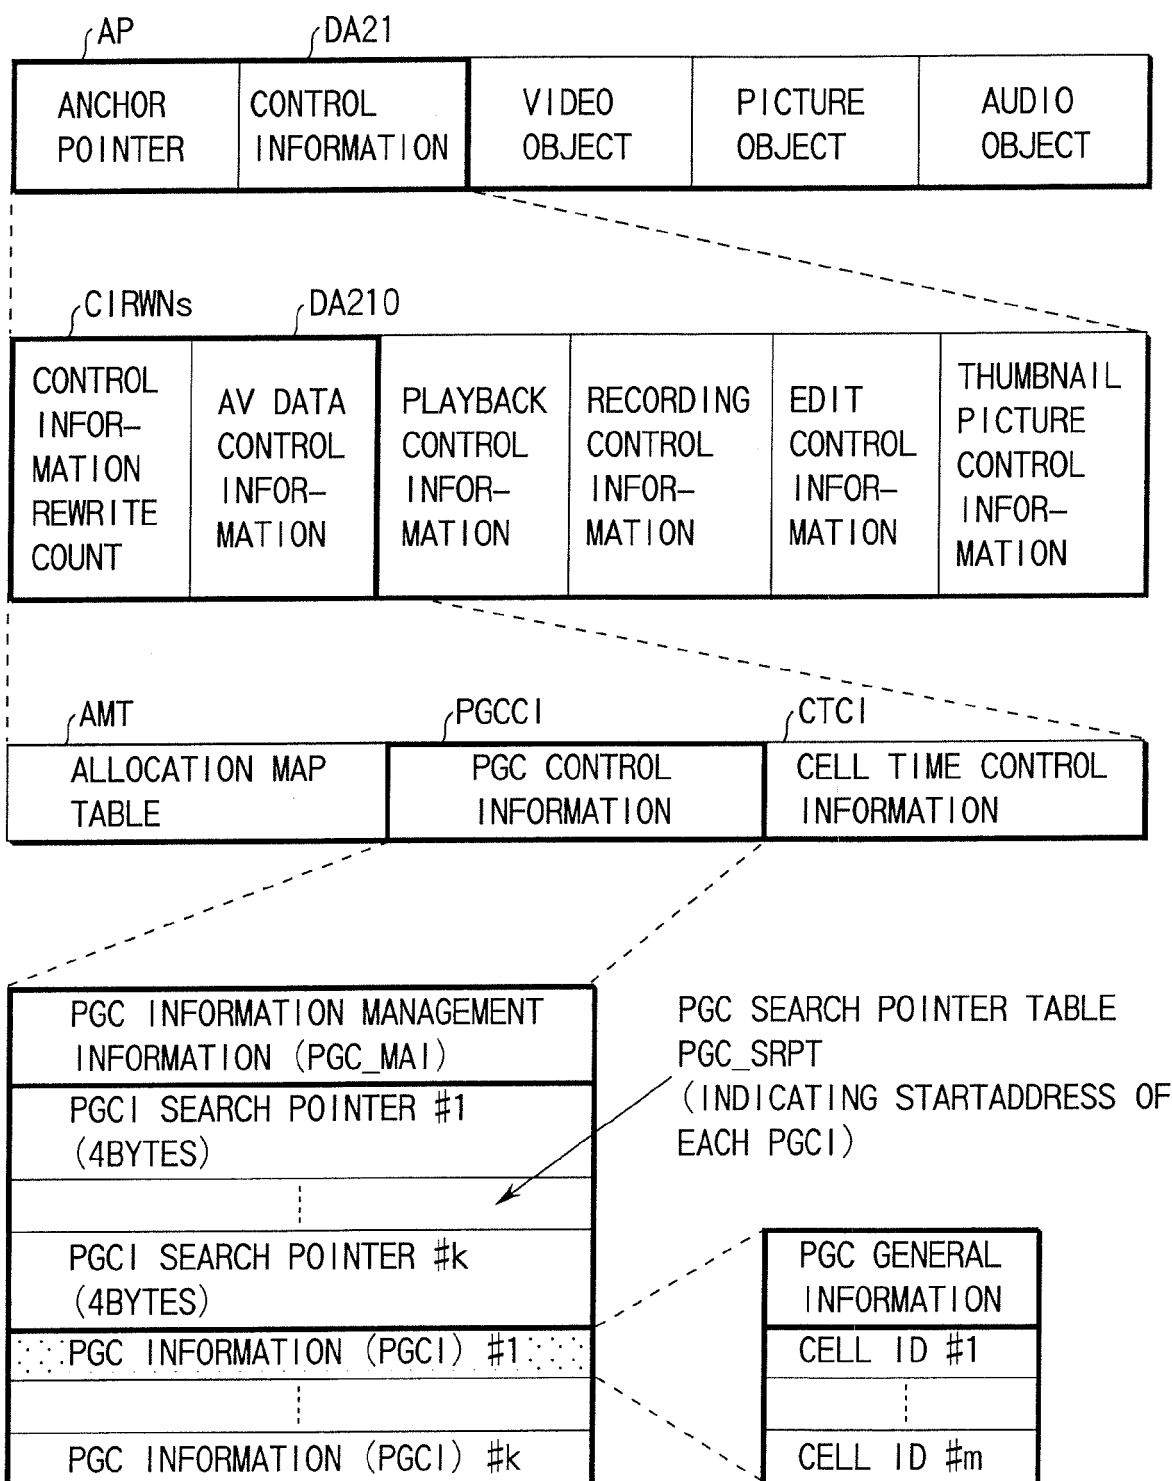 AP
DA21
ANCHOR
POINTER
CONTROL
INFORMATION
VIDEO
OBJECT
PICTURE
OBJECT
AUDIO
OBJECT
CIRWNs
DA210
CONTROL
INFOR-
MATION
REWRITE
COUNT
AV DATA
CONTROL
INFOR-
MATION
PLAYBACK
CONTROL
INFOR-
MATION
RECORDING
CONTROL
INFOR-
MATION
EDIT
CONTROL
INFOR-
MATION
THUMBNAIL
PICTURE
CONTROL
INFOR-
MATION
AMT
PGCCI
CTCI
ALLOCATION MAP
TABLE
PGC CONTROL
INFORMATION
CELL TIME CONTROL
INFORMATION
PGC INFORMATION MANAGEMENT
INFORMATION (PGC_MAI)
PGCI SEARCH POINTER #1
(4BYTES)
PGCI SEARCH POINTER #k
(4BYTES)
PGC INFORMATION (PGCI) #1
PGC INFORMATION (PGCI) #k
PGC SEARCH POINTER TABLE
PGC_SRPT
(INDICATING STARTADDRESS OF
EACH PGCI)
PGC GENERAL
INFORMATION
CELL ID #1
CELL ID #m